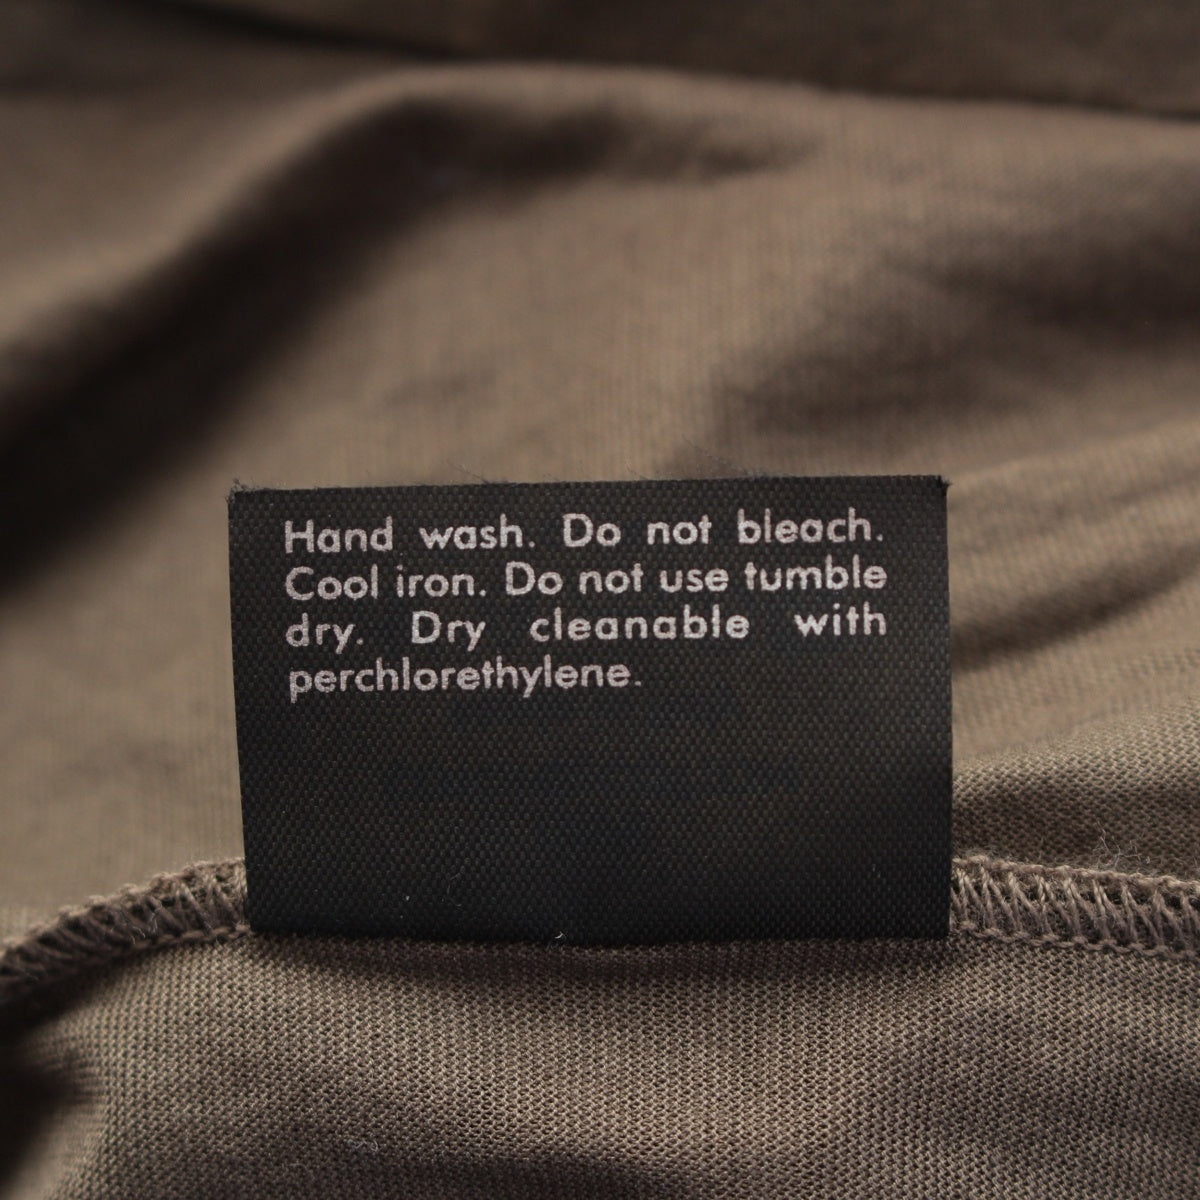 Hand wash. Do not bleach.
Cool iron. Do not use tumble
dry. Dry cleanable with
perchlorethylene.